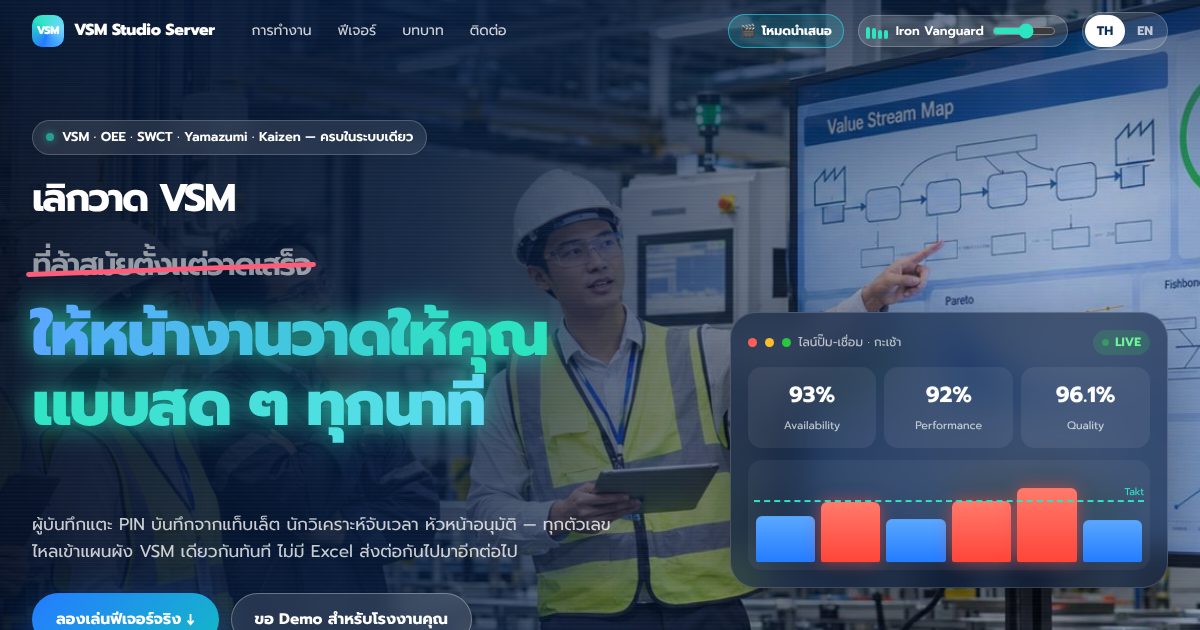 VSM
VSM Studio Server
การทำงาน
ฟีเจอร์
บทบาท
ติดต่อ
🎬 โหมดนำเสนอ
Iron Vanguard
TH
EN
VSM · OEE · SWCT · Yamazumi · Kaizen — ครบในระบบเดียว
เลิกวาด VSM
ที่ล้าสมัยตั้งแต่วาดเสร็จ
ให้หน้างานวาดให้คุณ
แบบสด ๆ ทุกนาที
ผู้บันทึกแตะ PIN บันทึกจากแท็บเล็ต นักวิเคราะห์จับเวลา หัวหน้าอนุมัติ — ทุกตัวเลข
ไหลเข้าแผนผัง VSM เดียวกันทันที ไม่มี Excel ส่งต่อกันไปมาอีกต่อไป
ลองเล่นฟีเจอร์จริง ↓
ขอ Demo สำหรับโรงงานคุณ
Value Stream Map
Pareto
Fishbon
ไลน์ปั๊ม-เชื่อม · กะเช้า
LIVE
93%
92%
96.1%
Availability
Performance
Quality
Takt